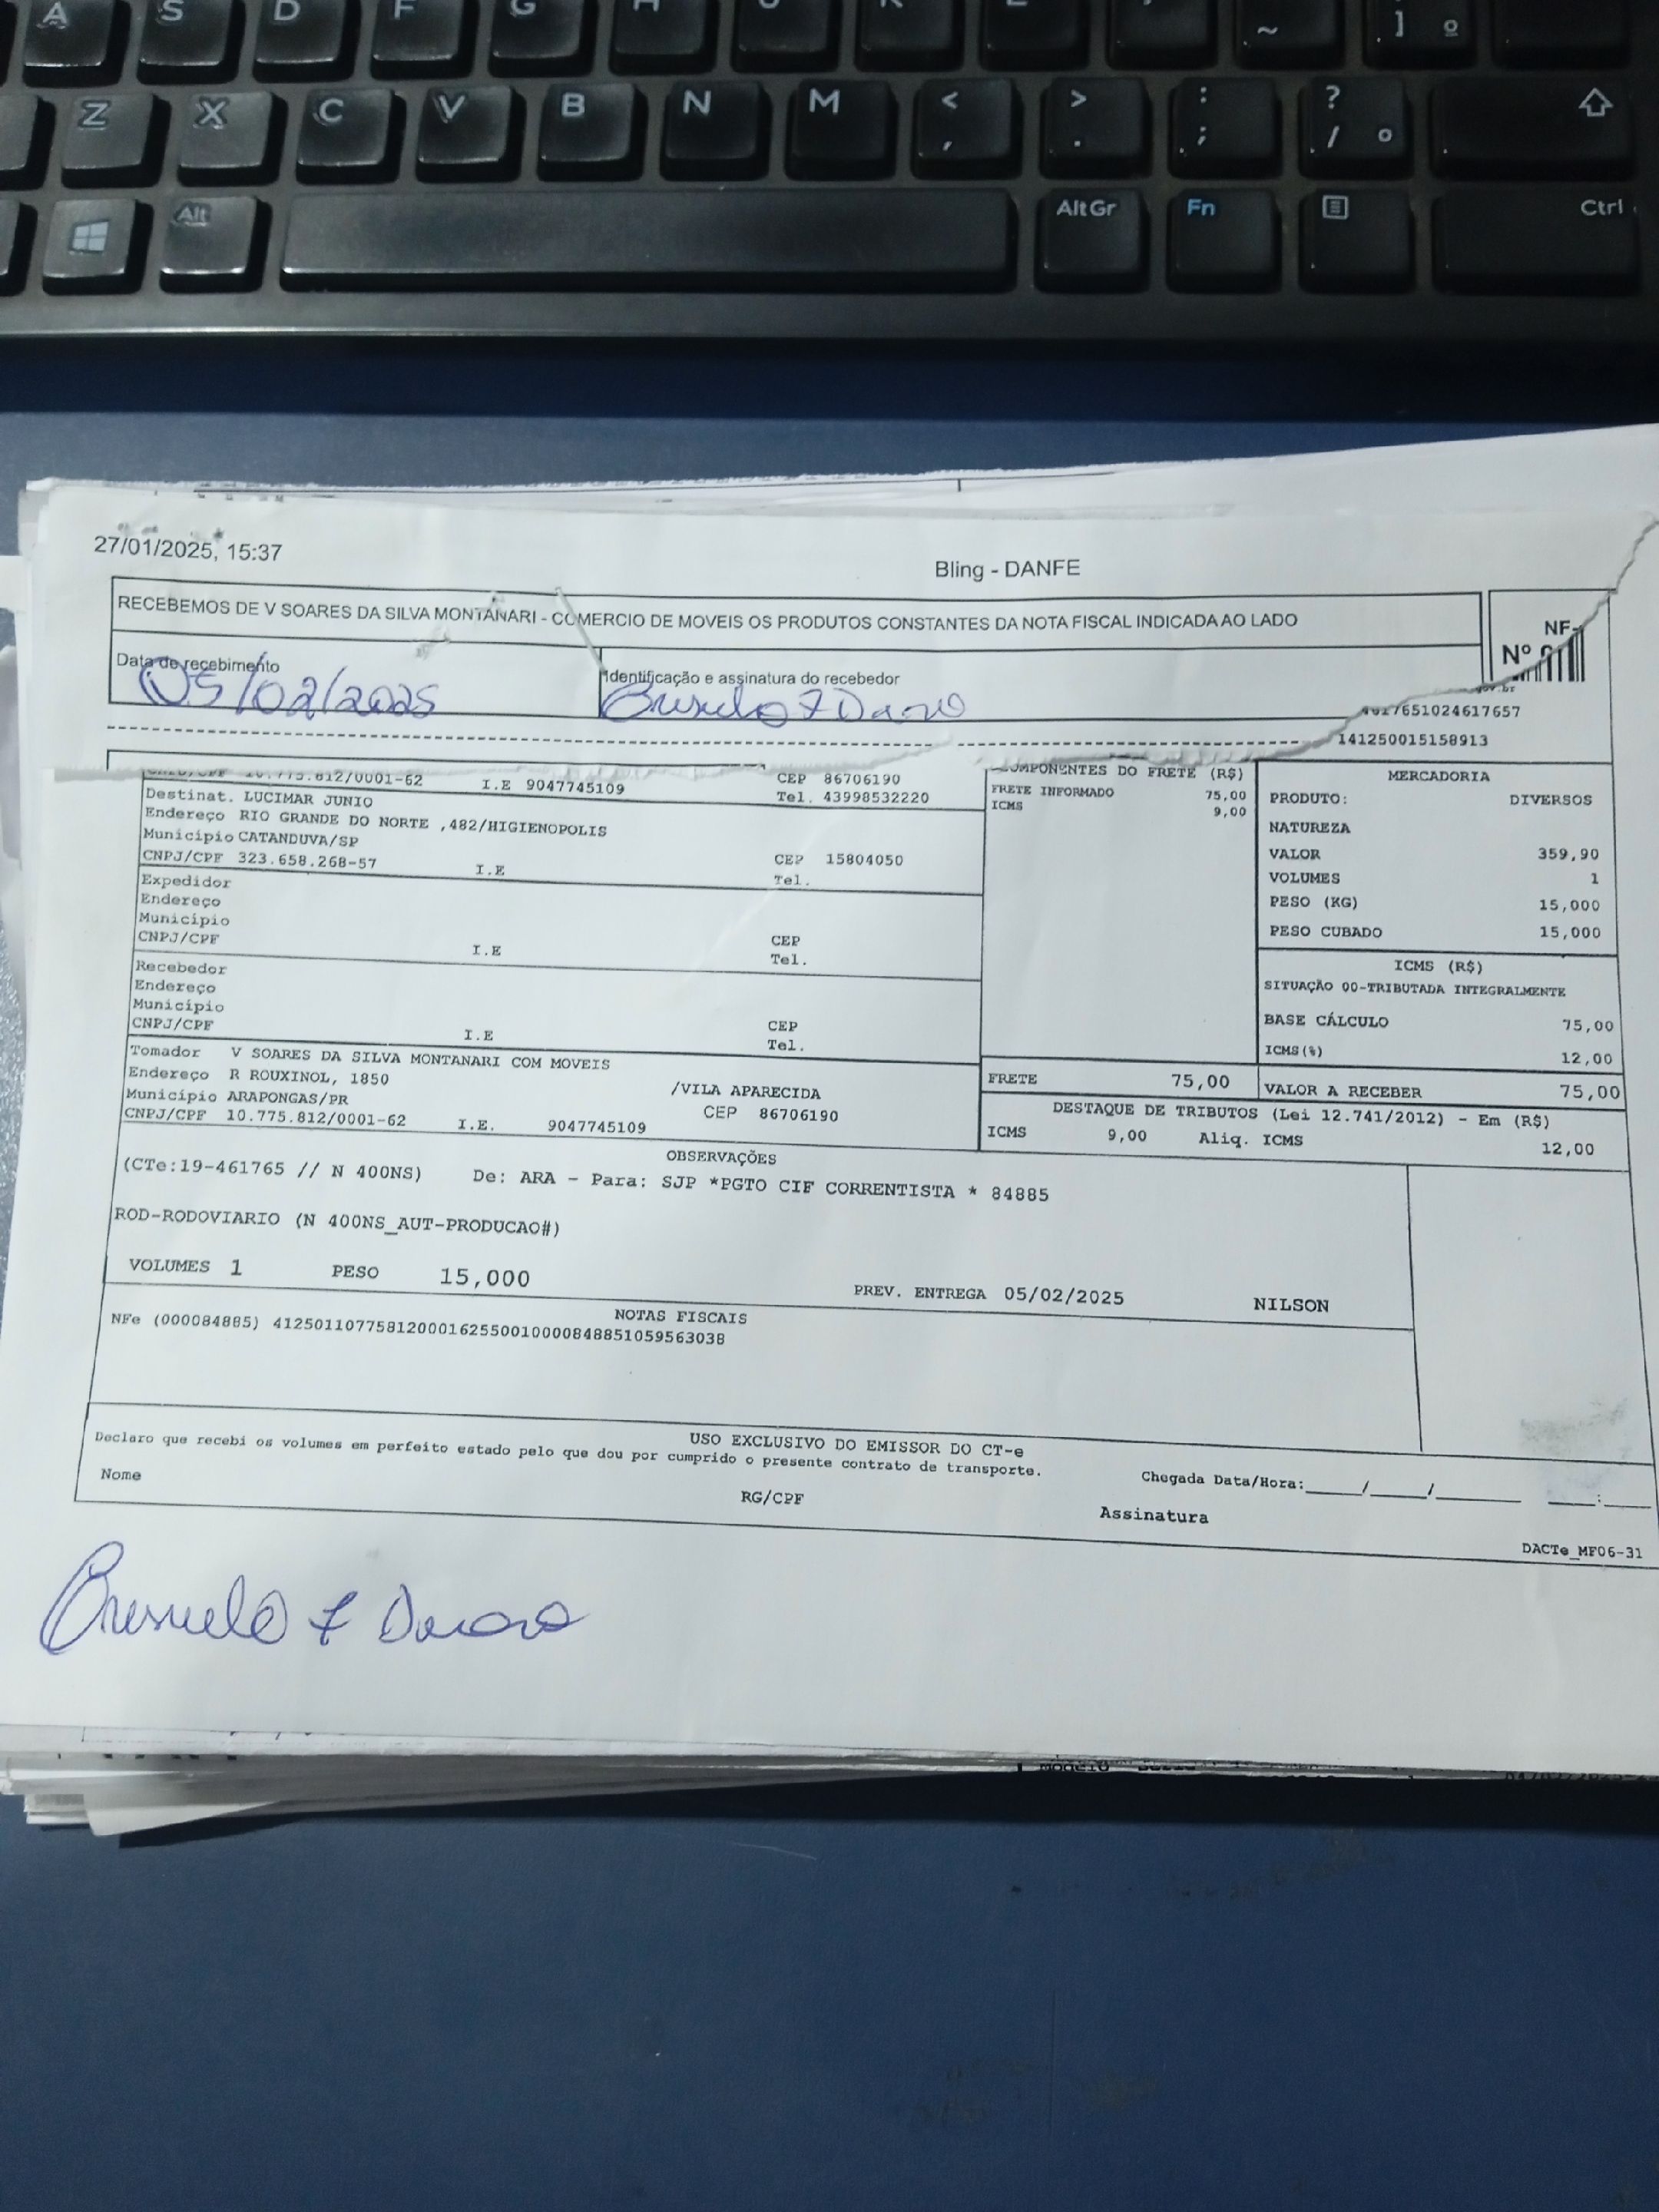 A S D F G
Z X C V B N M < , > . : ; ? / º
Alt AltGr Fn Ctrl
~ ] º
27/01/2025, 15:37
Bling - DANFE
RECEBEMOS DE V SOARES DA SILVA MONTANARI - COMERCIO DE MOVEIS OS PRODUTOS CONSTANTES DA NOTA FISCAL INDICADA AO LADO
NF-
Nº
Data de recebimento
05/02/2025
Identificação e assinatura do recebedor
7651024617657
141250015158913
10.775.812/0001-62 I.E 9047745109 CEP 86706190
Tel. 43998532220
Destinat. LUCIMAR JUNIO
Endereço RIO GRANDE DO NORTE ,482/HIGIENOPOLIS
Município CATANDUVA/SP
CNPJ/CPF 323.658.268-57 I.E CEP 15804050
Tel.
Expedidor
Endereço
Município
CNPJ/CPF I.E CEP
Tel.
Recebedor
Endereço
Município
CNPJ/CPF I.E CEP
Tel.
Tomador V SOARES DA SILVA MONTANARI COM MOVEIS
Endereço R ROUXINOL, 1850 /VILA APARECIDA
Município ARAPONGAS/PR CEP 86706190
CNPJ/CPF 10.775.812/0001-62 I.E. 9047745109
COMPONENTES DO FRETE (R$)
FRETE INFORMADO 75,00
ICMS 9,00
MERCADORIA
PRODUTO: DIVERSOS
NATUREZA
VALOR 359,90
VOLUMES 1
PESO (KG) 15,000
PESO CUBADO 15,000
ICMS (R$)
SITUAÇÃO 00-TRIBUTADA INTEGRALMENTE
BASE CÁLCULO 75,00
ICMS(%) 12,00
FRETE 75,00 VALOR A RECEBER 75,00
DESTAQUE DE TRIBUTOS (Lei 12.741/2012) - Em (R$)
ICMS 9,00 Aliq. ICMS 12,00
OBSERVAÇÕES
(CTe:19-461765 // N 400NS) De: ARA - Para: SJP *PGTO CIF CORRENTISTA * 84885
ROD-RODOVIARIO (N 400NS_AUT-PRODUCAO#)
VOLUMES 1 PESO 15,000 PREV. ENTREGA 05/02/2025 NILSON
NOTAS FISCAIS
NFe (000084885) 41250110775812000162550010000848851059563038
USO EXCLUSIVO DO EMISSOR DO CT-e
Declaro que recebi os volumes em perfeito estado pelo que dou por cumprido o presente contrato de transporte.
Chegada Data/Hora:_____/_____/_______ ____:____
Nome RG/CPF Assinatura
DACTe_MF06-31